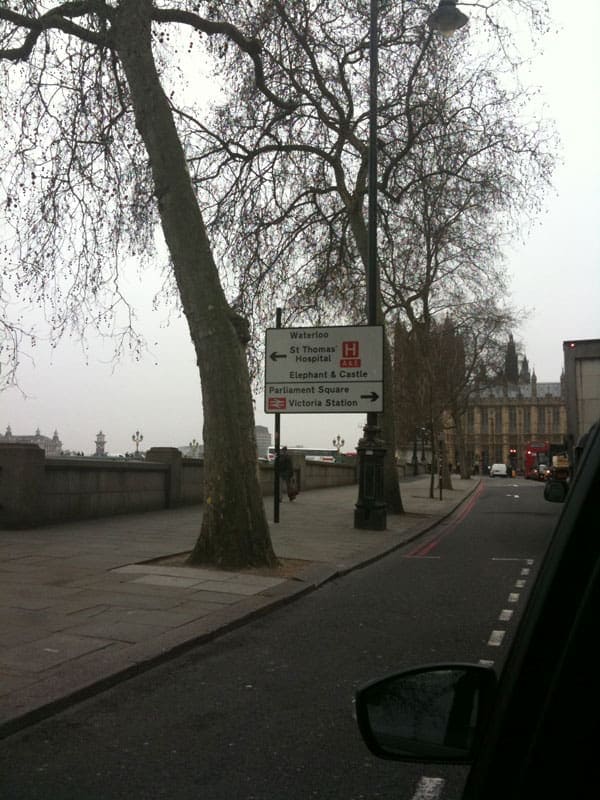 Waterloo
St Thomas'
Hospital
H
A & E
Elephant & Castle
Parliament Square
Victoria Station